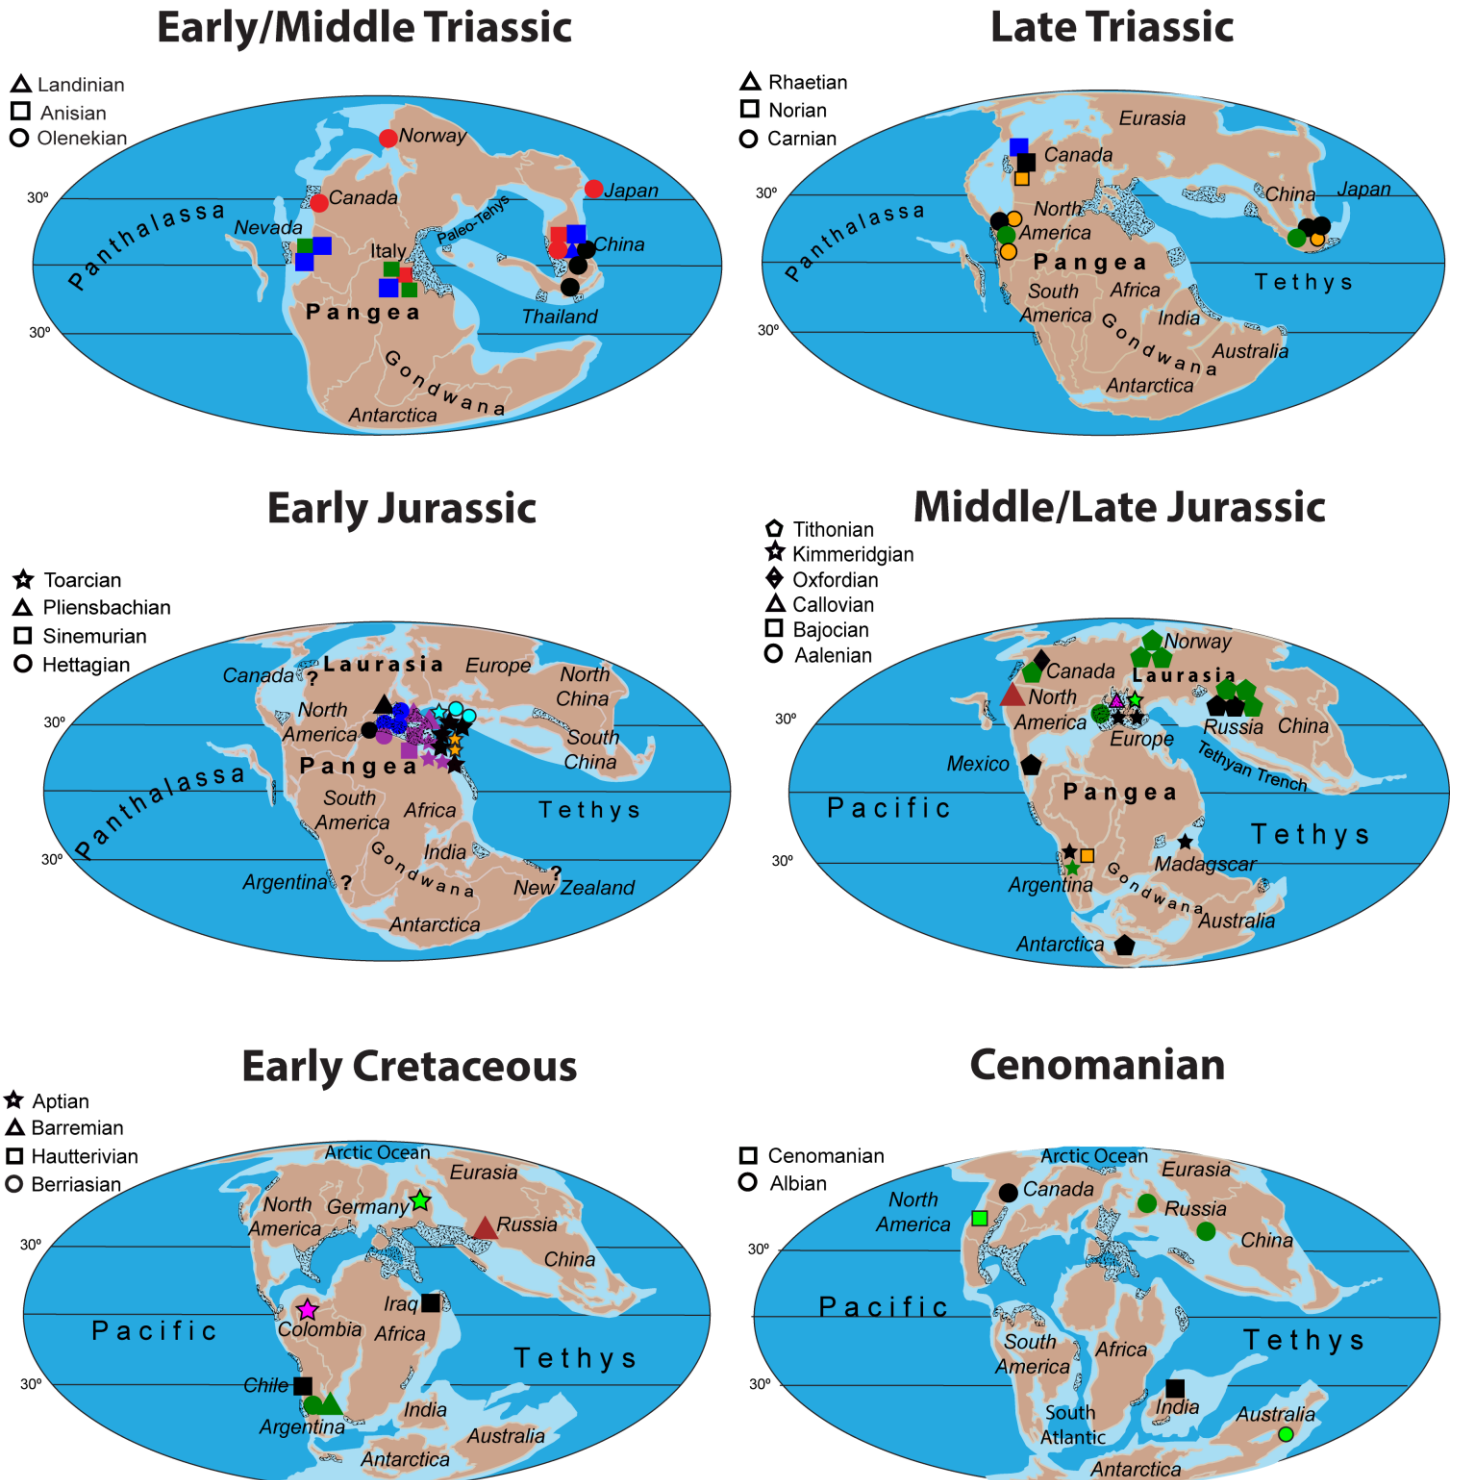 Early/Middle Triassic
Landinian
Anisian
Olenekian
Norway
Canada
Japan
30º
Panthalassa
Nevada
Paleo-Tehys
Italy
China
Pangea
Thailand
30º
Gondwana
Antarctica
Late Triassic
Rhaetian
Norian
Carnian
Eurasia
Canada
30º
China
Japan
Panthalassa
North
America
Pangea
Tethys
South
America
Africa
India
30º
Gondwana
Australia
Antarctica
Early Jurassic
Toarcian
Pliensbachian
Sinemurian
Hettagian
Canada
?
Laurasia
Europe
North
China
30º
North
America
South
China
Pangea
Panthalassa
South
America
Africa
Tethys
30º
Gondwana
India
Argentina
?
?
New Zealand
Antarctica
Middle/Late Jurassic
Tithonian
Kimmeridgian
Oxfordian
Callovian
Bajocian
Aalenian
Norway
Canada
Laurasia
North
America
30º
Europe
Russia
China
Mexico
Tethyan Trench
Pangea
Pacific
Tethys
30º
Madagscar
Argentina
Gondwana
Australia
Antarctica
Early Cretaceous
Aptian
Barremian
Hautterivian
Berriasian
Arctic Ocean
Eurasia
North
America
Germany
Russia
30º
China
Iraq
Pacific
Colombia
Africa
Tethys
30º
Chile
Argentina
India
Australia
Antarctica
Cenomanian
Cenomanian
Albian
Arctic Ocean
Eurasia
North
America
Canada
Russia
30º
China
Pacific
South
America
Africa
Tethys
30º
India
South
Atlantic
Australia
Antarctica